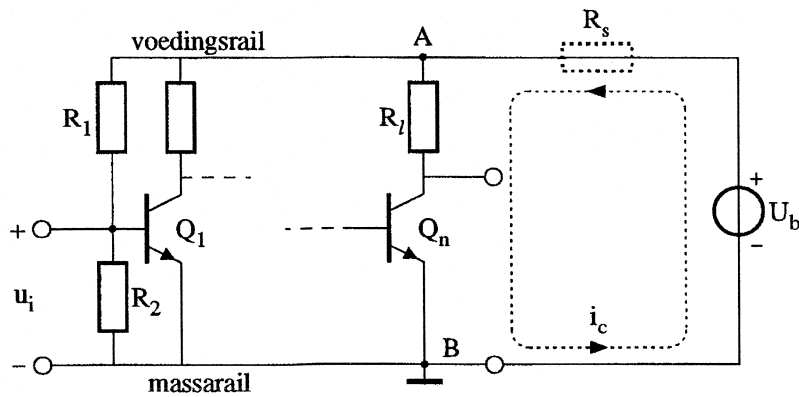 voedingsrail
A
Rs
R1
Rl
+
Q1
Qn
+
Ub
−
ui
R2
ic
B
−
massarail